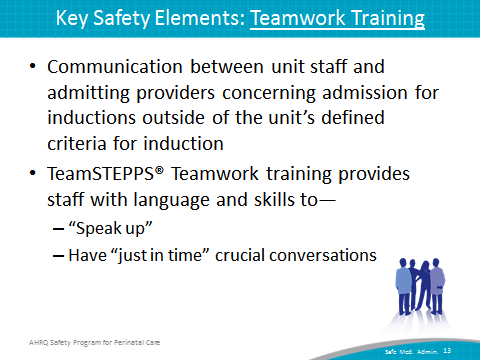 Key Safety Elements: Teamwork Training
• Communication between unit staff and
admitting providers concerning admission for
inductions outside of the unit's defined
criteria for induction
• TeamSTEPPS® Teamwork training provides
staff with language and skills to—
– "Speak up"
– Have "just in time" crucial conversations
AHRQ Safety Program for Perinatal Care
Safe Med. Admin. 13